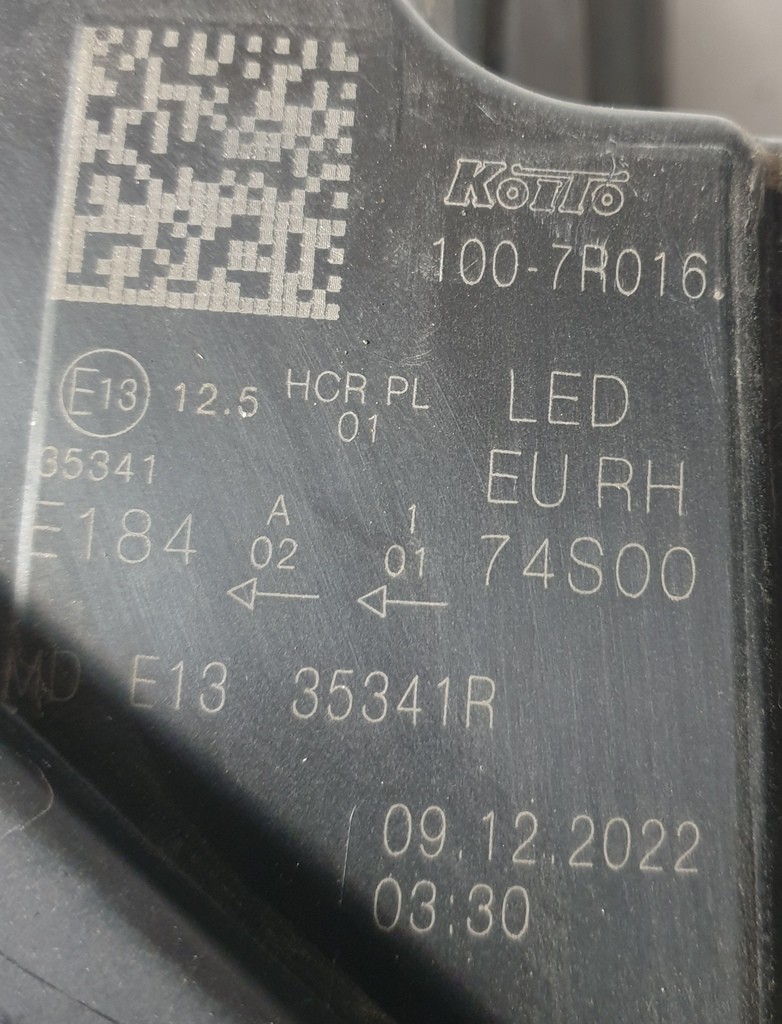 KOITO
100-7R016
E13 12.5 HCR PL LED
01
35341 EU RH
A 1
E184 02 01 74S00
MD E13 35341R
09.12.2022
03:30